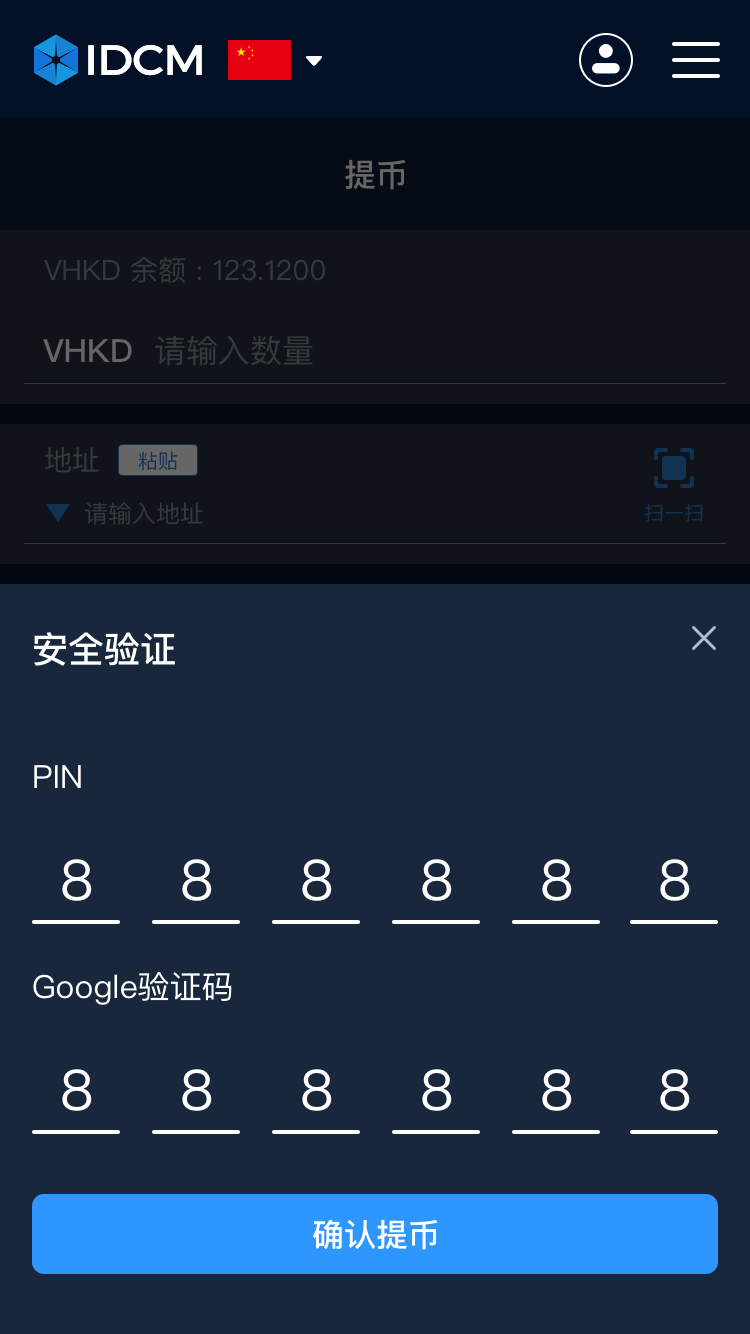 IDCM
提币
VHKD 余额：123.1200
VHKD 请输入数量
地址 粘贴
请输入地址 扫一扫
安全验证
PIN
8 8 8 8 8 8
Google验证码
8 8 8 8 8 8
确认提币